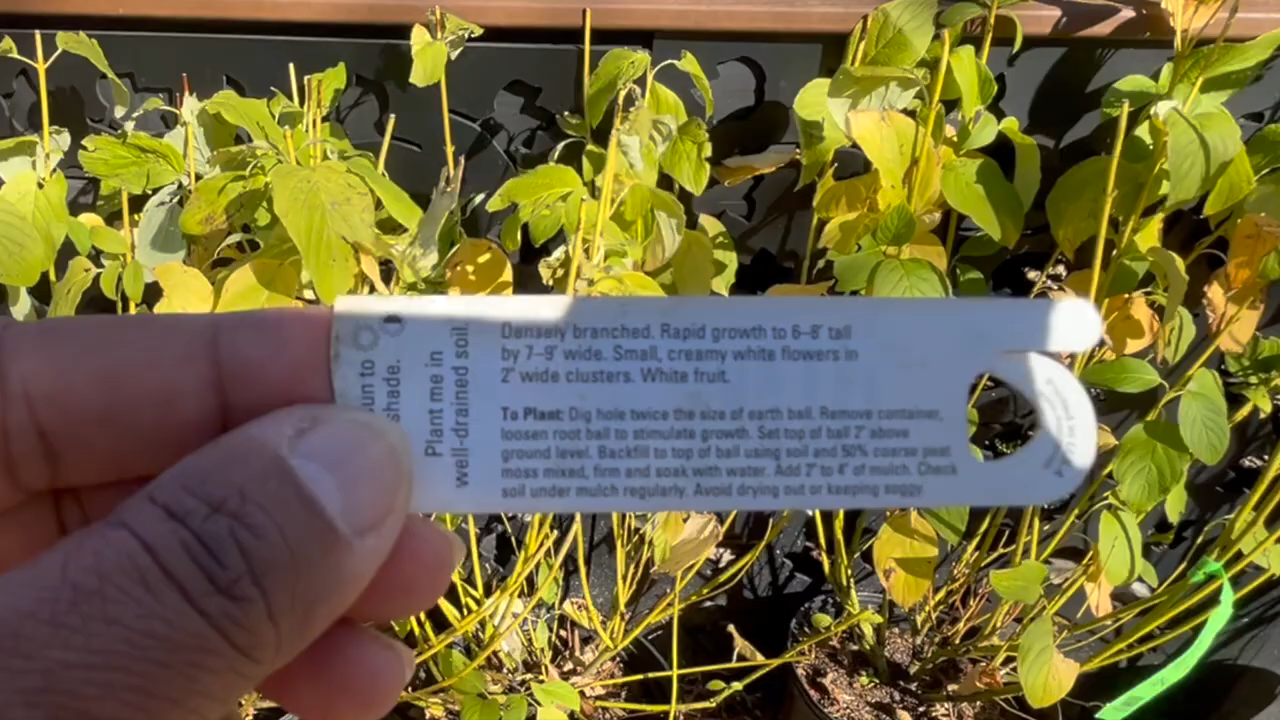 un to
shade.
Plant me in
well-drained soil.
Densely branched. Rapid growth to 6–8' tall
by 7–9' wide. Small, creamy white flowers in
2" wide clusters. White fruit.
To Plant: Dig hole twice the size of earth ball. Remove container,
loosen root ball to stimulate growth. Set top of ball 2" above
ground level. Backfill to top of ball using soil and 50% coarse peat
moss mixed, firm and soak with water. Add 2" to 4" of mulch. Check
soil under mulch regularly. Avoid drying out or keeping soggy.